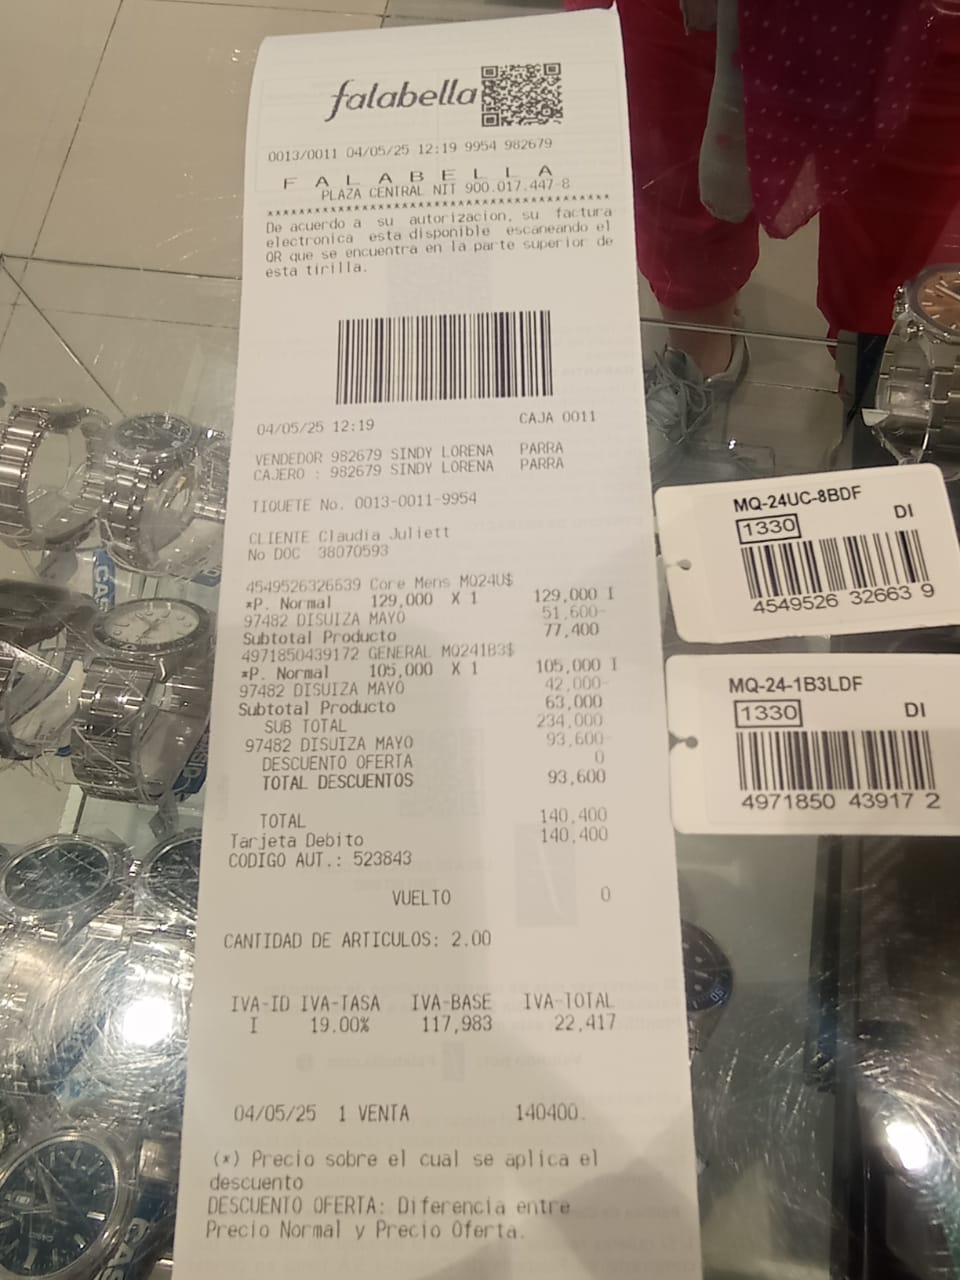 falabella
0013/0011 04/05/25 12:19 9954 982679
F A L A B E L L A
PLAZA CENTRAL NIT 900.017.447-8
****************************************
De acuerdo a su autorizacion, su factura
electronica esta disponible escaneando el
QR que se encuentra en la parte superior de
esta tirilla.
04/05/25 12:19 CAJA 0011
VENDEDOR 982679 SINDY LORENA PARRA
CAJERO : 982679 SINDY LORENA PARRA
TIQUETE No. 0013-0011-9954
CLIENTE Claudia Juliett
No DOC 38070593
4549526326639 Core Mens MQ24U$
*P. Normal 129,000 X 1 129,000 I
97482 DISUIZA MAYO 51,600-
Subtotal Producto 77,400
4971850439172 GENERAL MQ241B3$
*P. Normal 105,000 X 1 105,000 I
97482 DISUIZA MAYO 42,000-
Subtotal Producto 63,000
SUB TOTAL 234,000
97482 DISUIZA MAYO 93,600-
DESCUENTO OFERTA 0
TOTAL DESCUENTOS 93,600
TOTAL 140,400
Tarjeta Debito 140,400
CODIGO AUT.: 523843
VUELTO 0
CANTIDAD DE ARTICULOS: 2.00
IVA-ID IVA-TASA IVA-BASE IVA-TOTAL
I 19.00% 117,983 22,417
04/05/25 1 VENTA 140400.
(*) Precio sobre el cual se aplica el
descuento
DESCUENTO OFERTA: Diferencia entre
Precio Normal y Precio Oferta.
MQ-24UC-8BDF
1330 DI
4549526 32663 9
MQ-24-1B3LDF
1330 DI
4971850 43917 2